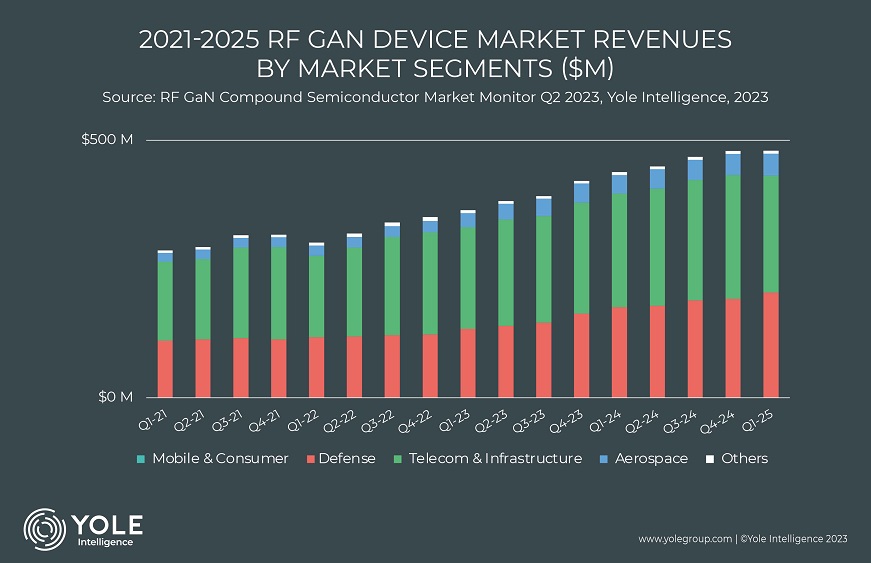 2021-2025 RF GAN DEVICE MARKET REVENUES
BY MARKET SEGMENTS ($M)
Source: RF GaN Compound Semiconductor Market Monitor Q2 2023, Yole Intelligence, 2023
$500 M
$0 M
Q1-21 Q2-21 Q3-21 Q4-21 Q1-22 Q2-22 Q3-22 Q4-22 Q1-23 Q2-23 Q3-23 Q4-23 Q1-24 Q2-24 Q3-24 Q4-24 Q1-25
Mobile & Consumer Defense Telecom & Infrastructure Aerospace Others
YOLE
Intelligence
www.yolegroup.com | ©Yole Intelligence 2023